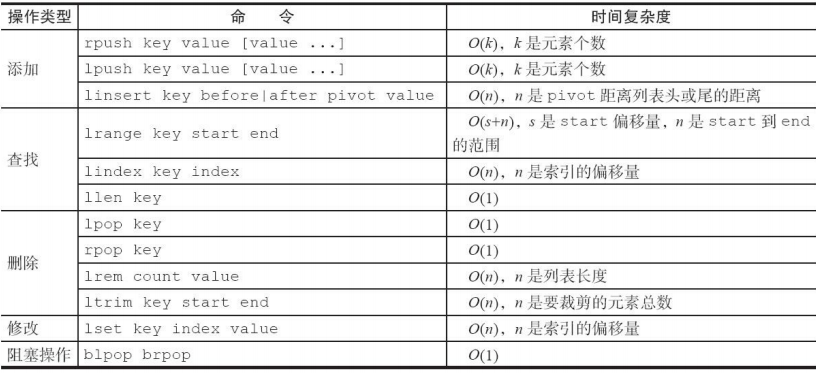 操作类型 命 令 时间复杂度
添加
rpush key value [value ...] O(k), k 是元素个数
lpush key value [value ...] O(k), k 是元素个数
linsert key before|after pivot value O(n), n 是 pivot 距离列表头或尾的距离
查找
lrange key start end O(s+n), s 是 start 偏移量, n 是 start 到 end
的范围
lindex key index O(n), n 是索引的偏移量
llen key O(1)
删除
lpop key O(1)
rpop key O(1)
lrem count value O(n), n 是列表长度
ltrim key start end O(n), n 是要裁剪的元素总数
修改 lset key index value O(n), n 是索引的偏移量
阻塞操作 blpop brpop O(1)